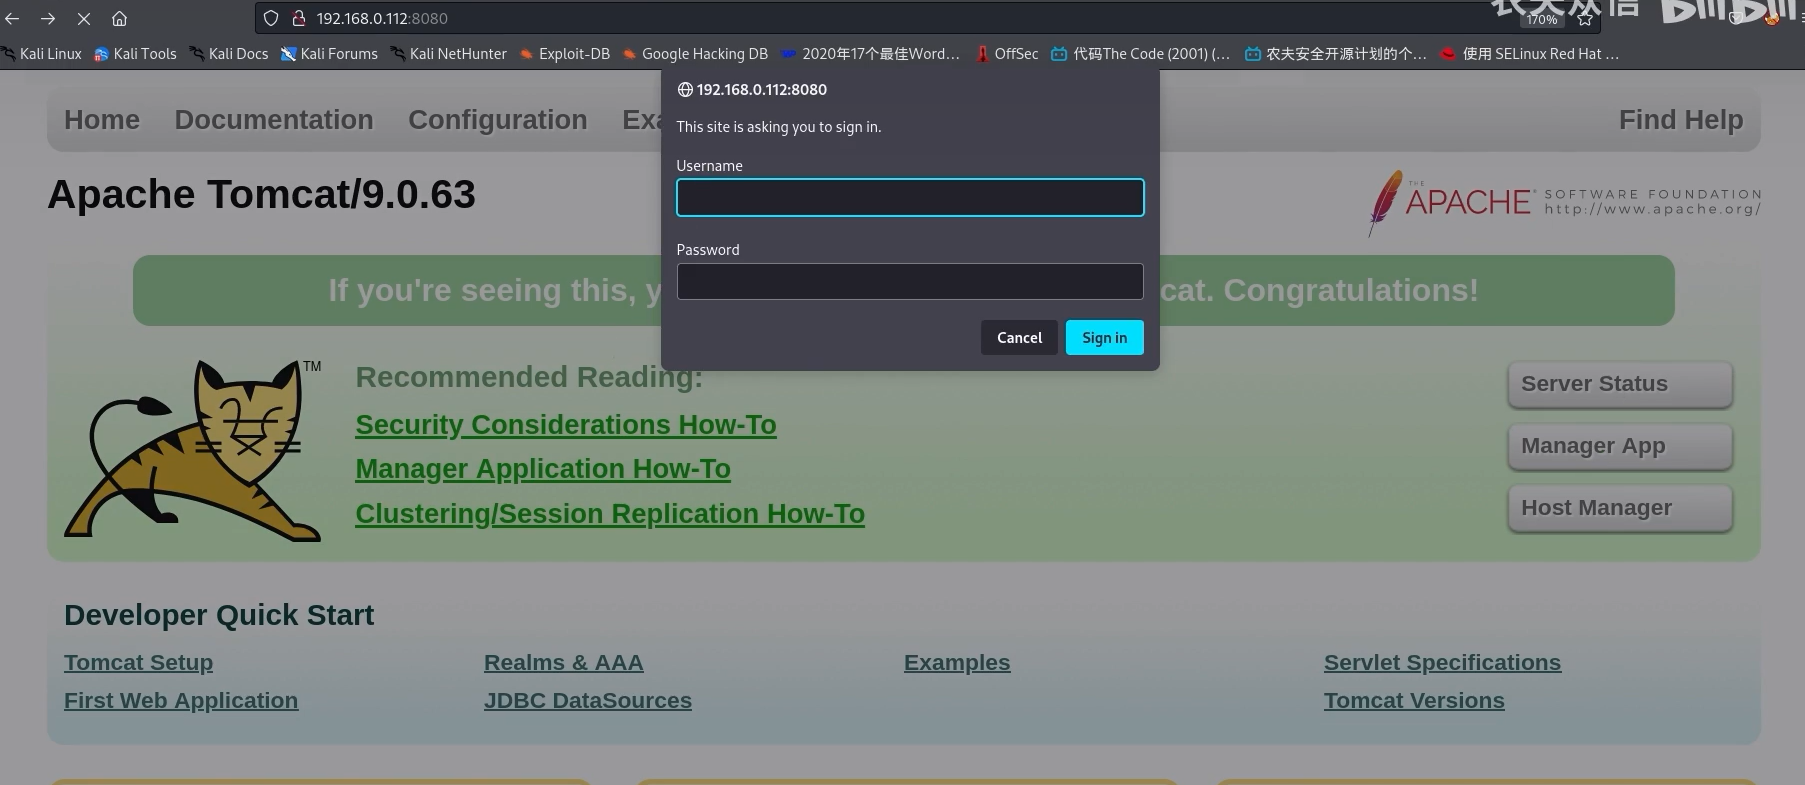 192.168.0.112:8080
170%
Kali Linux Kali Tools Kali Docs Kali Forums Kali NetHunter Exploit-DB Google Hacking DB 2020年17个最佳Word… OffSec 代码The Code (2001) (… 农夫安全开源计划的个… 使用 SELinux Red Hat …
192.168.0.112:8080
This site is asking you to sign in.
Username
Password
Cancel Sign in
Home Documentation Configuration Find Help
Apache Tomcat/9.0.63
THE APACHE® SOFTWARE FOUNDATION
http://www.apache.org/
If you're seeing this, y cat. Congratulations!
TM
Recommended Reading:
Security Considerations How-To
Manager Application How-To
Clustering/Session Replication How-To
Server Status
Manager App
Host Manager
Developer Quick Start
Tomcat Setup Realms & AAA Examples Servlet Specifications
First Web Application JDBC DataSources Tomcat Versions